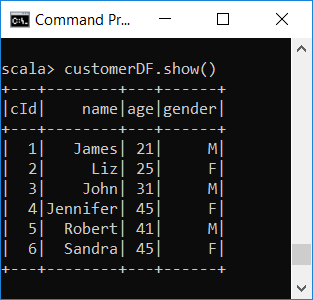 Command Pr...
scala> customerDF.show()
+---+--------+---+------+
|cId|    name|age|gender|
+---+--------+---+------+
|  1|   James| 21|     M|
|  2|     Liz| 25|     F|
|  3|    John| 31|     M|
|  4|Jennifer| 45|     F|
|  5|  Robert| 41|     M|
|  6|  Sandra| 45|     F|
+---+--------+---+------+